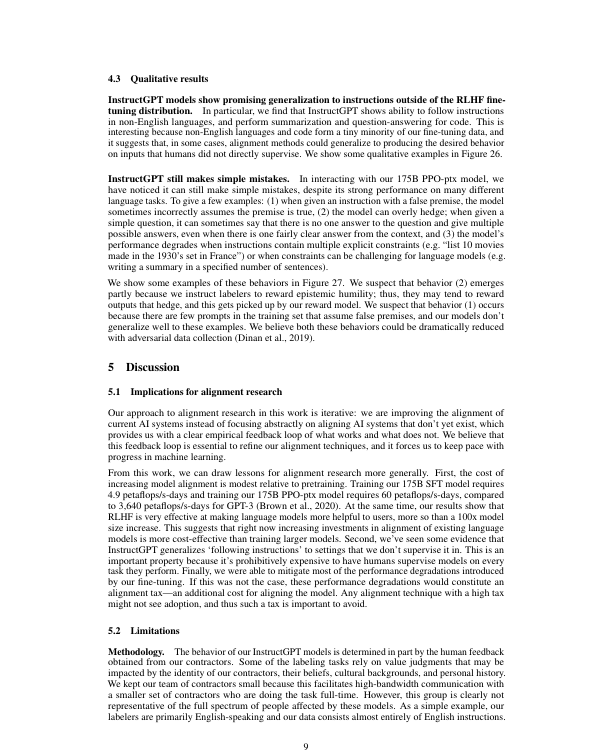 4.3 Qualitative results
InstructGPT models show promising generalization to instructions outside of the RLHF fine-
tuning distribution. In particular, we find that InstructGPT shows ability to follow instructions
in non-English languages, and perform summarization and question-answering for code. This is
interesting because non-English languages and code form a tiny minority of our fine-tuning data, and
it suggests that, in some cases, alignment methods could generalize to producing the desired behavior
on inputs that humans did not directly supervise. We show some qualitative examples in Figure 26.
InstructGPT still makes simple mistakes. In interacting with our 175B PPO-ptx model, we
have noticed it can still make simple mistakes, despite its strong performance on many different
language tasks. To give a few examples: (1) when given an instruction with a false premise, the model
sometimes incorrectly assumes the premise is true, (2) the model can overly hedge; when given a
simple question, it can sometimes say that there is no one answer to the question and give multiple
possible answers, even when there is one fairly clear answer from the context, and (3) the model's
performance degrades when instructions contain multiple explicit constraints (e.g. "list 10 movies
made in the 1930's set in France") or when constraints can be challenging for language models (e.g.
writing a summary in a specified number of sentences).
We show some examples of these behaviors in Figure 27. We suspect that behavior (2) emerges
partly because we instruct labelers to reward epistemic humility; thus, they may tend to reward
outputs that hedge, and this gets picked up by our reward model. We suspect that behavior (1) occurs
because there are few prompts in the training set that assume false premises, and our models don't
generalize well to these examples. We believe both these behaviors could be dramatically reduced
with adversarial data collection (Dinan et al., 2019).
5 Discussion
5.1 Implications for alignment research
Our approach to alignment research in this work is iterative: we are improving the alignment of
current AI systems instead of focusing abstractly on aligning AI systems that don't yet exist, which
provides us with a clear empirical feedback loop of what works and what does not. We believe that
this feedback loop is essential to refine our alignment techniques, and it forces us to keep pace with
progress in machine learning.
From this work, we can draw lessons for alignment research more generally. First, the cost of
increasing model alignment is modest relative to pretraining. Training our 175B SFT model requires
4.9 petaflops/s-days and training our 175B PPO-ptx model requires 60 petaflops/s-days, compared
to 3,640 petaflops/s-days for GPT-3 (Brown et al., 2020). At the same time, our results show that
RLHF is very effective at making language models more helpful to users, more so than a 100x model
size increase. This suggests that right now increasing investments in alignment of existing language
models is more cost-effective than training larger models. Second, we've seen some evidence that
InstructGPT generalizes 'following instructions' to settings that we don't supervise it in. This is an
important property because it's prohibitively expensive to have humans supervise models on every
task they perform. Finally, we were able to mitigate most of the performance degradations introduced
by our fine-tuning. If this was not the case, these performance degradations would constitute an
alignment tax—an additional cost for aligning the model. Any alignment technique with a high tax
might not see adoption, and thus such a tax is important to avoid.
5.2 Limitations
Methodology. The behavior of our InstructGPT models is determined in part by the human feedback
obtained from our contractors. Some of the labeling tasks rely on value judgments that may be
impacted by the identity of our contractors, their beliefs, cultural backgrounds, and personal history.
We kept our team of contractors small because this facilitates high-bandwidth communication with
a smaller set of contractors who are doing the task full-time. However, this group is clearly not
representative of the full spectrum of people affected by these models. As a simple example, our
labelers are primarily English-speaking and our data consists almost entirely of English instructions.
9